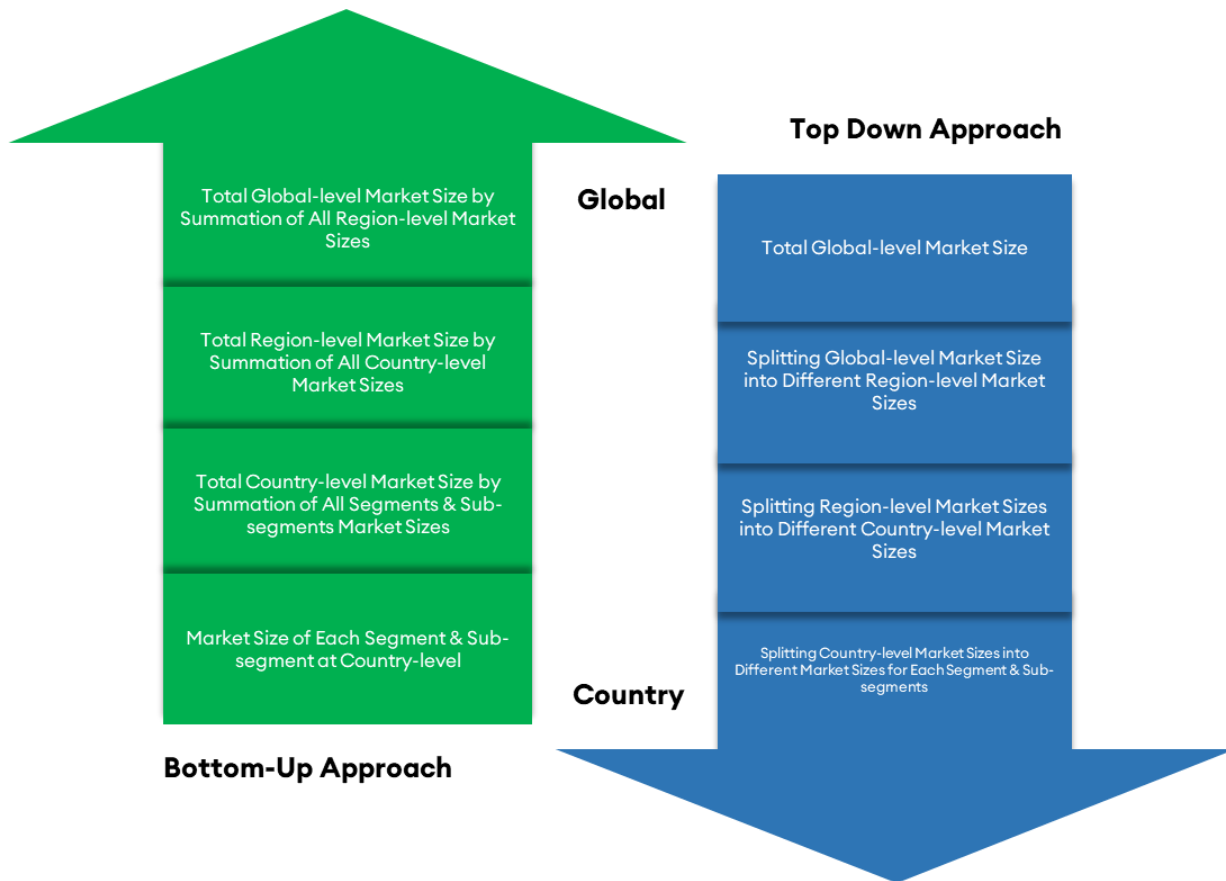 Total Global-level Market Size by
Summation of All Region-level Market
Sizes
Total Region-level Market Size by
Summation of All Country-level
Market Sizes
Total Country-level Market Size by
Summation of All Segments & Sub-
segments Market Sizes
Market Size of Each Segment & Sub-
segment at Country-level
Bottom-Up Approach
Global
Country
Top Down Approach
Total Global-level Market Size
Splitting Global-level Market Size
into Different Region-level Market
Sizes
Splitting Region-level Market Sizes
into Different Country-level Market
Sizes
Splitting Country-level Market Sizes into
Different Market Sizes for Each Segment & Sub-
segments